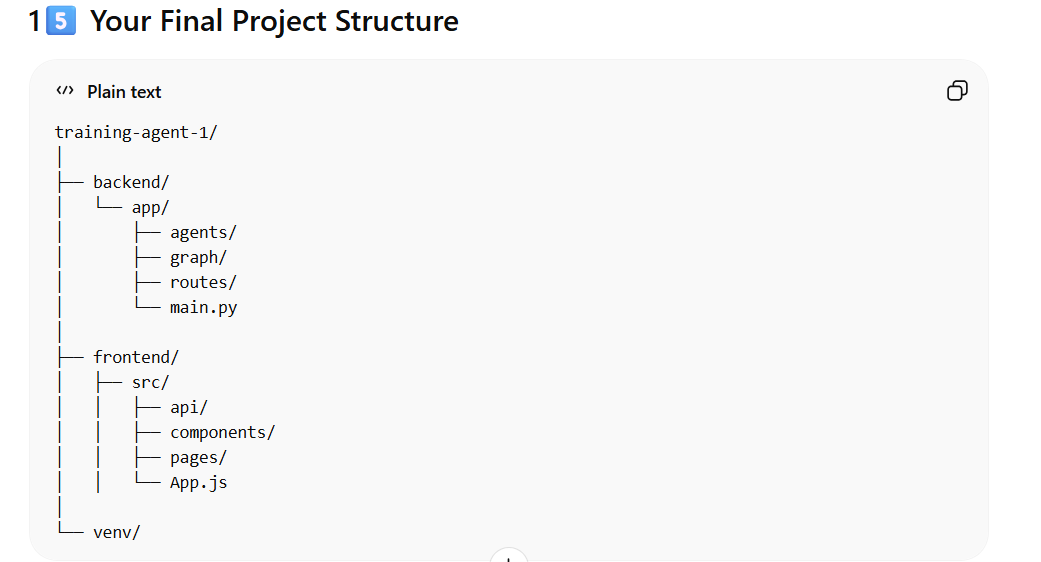 15️⃣ Your Final Project Structure
</> Plain text
training-agent-1/
│
├── backend/
│   └── app/
│       ├── agents/
│       ├── graph/
│       ├── routes/
│       └── main.py
│
├── frontend/
│   ├── src/
│   │   ├── api/
│   │   ├── components/
│   │   ├── pages/
│   │   └── App.js
│
└── venv/